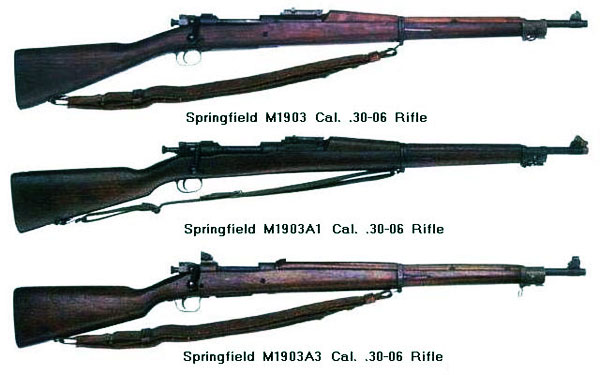 Springfield M1903 Cal. .30-06 Rifle
Springfield M1903A1 Cal. .30-06 Rifle
Springfield M1903A3 Cal. .30-06 Rifle